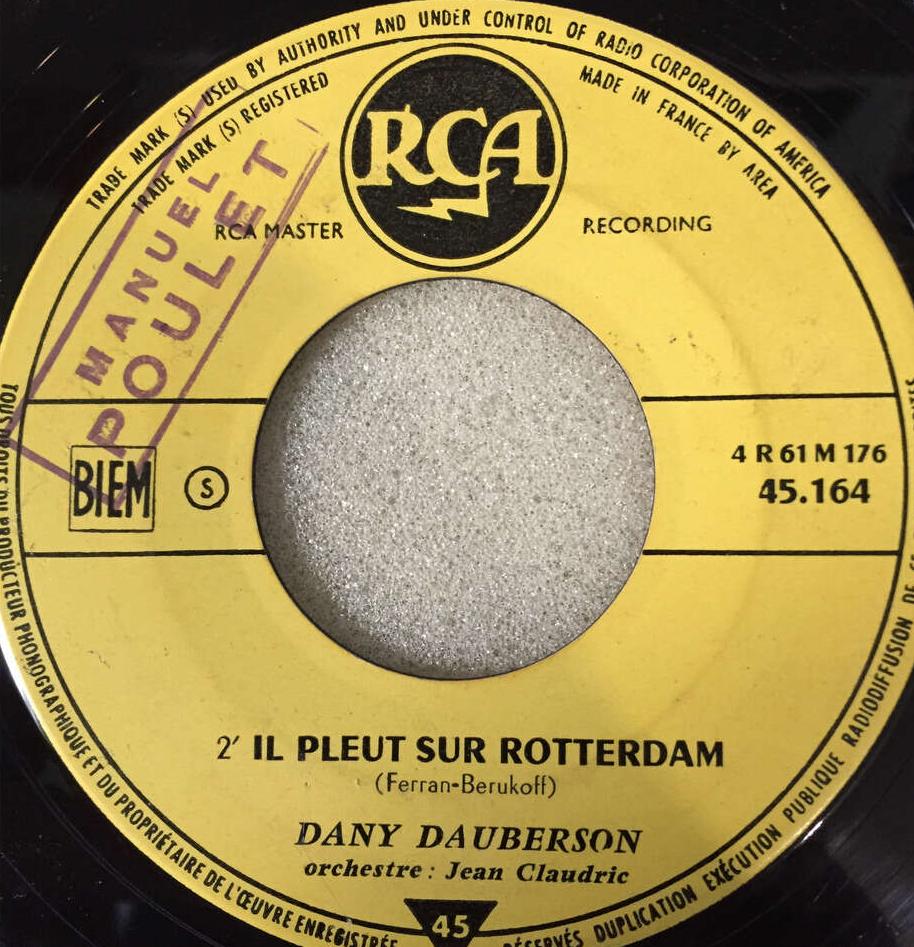 TRADE MARK (S) USED BY AUTHORITY AND UNDER CONTROL OF RADIO CORPORATION OF AMERICA
TRADE MARK (S) REGISTERED
MADE IN FRANCE BY AREA
RCA
RCA MASTER
RECORDING
MANUEL
POULET
BIEM
S
4 R 61 M 176
45.164
2' IL PLEUT SUR ROTTERDAM
(Ferran-Berukoff)
DANY DAUBERSON
orchestre : Jean Claudric
45
TOUS DROITS DU PRODUCTEUR PHONOGRAPHIQUE ET DU PROPRIÉTAIRE DE L'ŒUVRE ENREGISTRÉE
RÉSERVÉS DUPLICATION EXÉCUTION PUBLIQUE RADIODIFFUSION DE